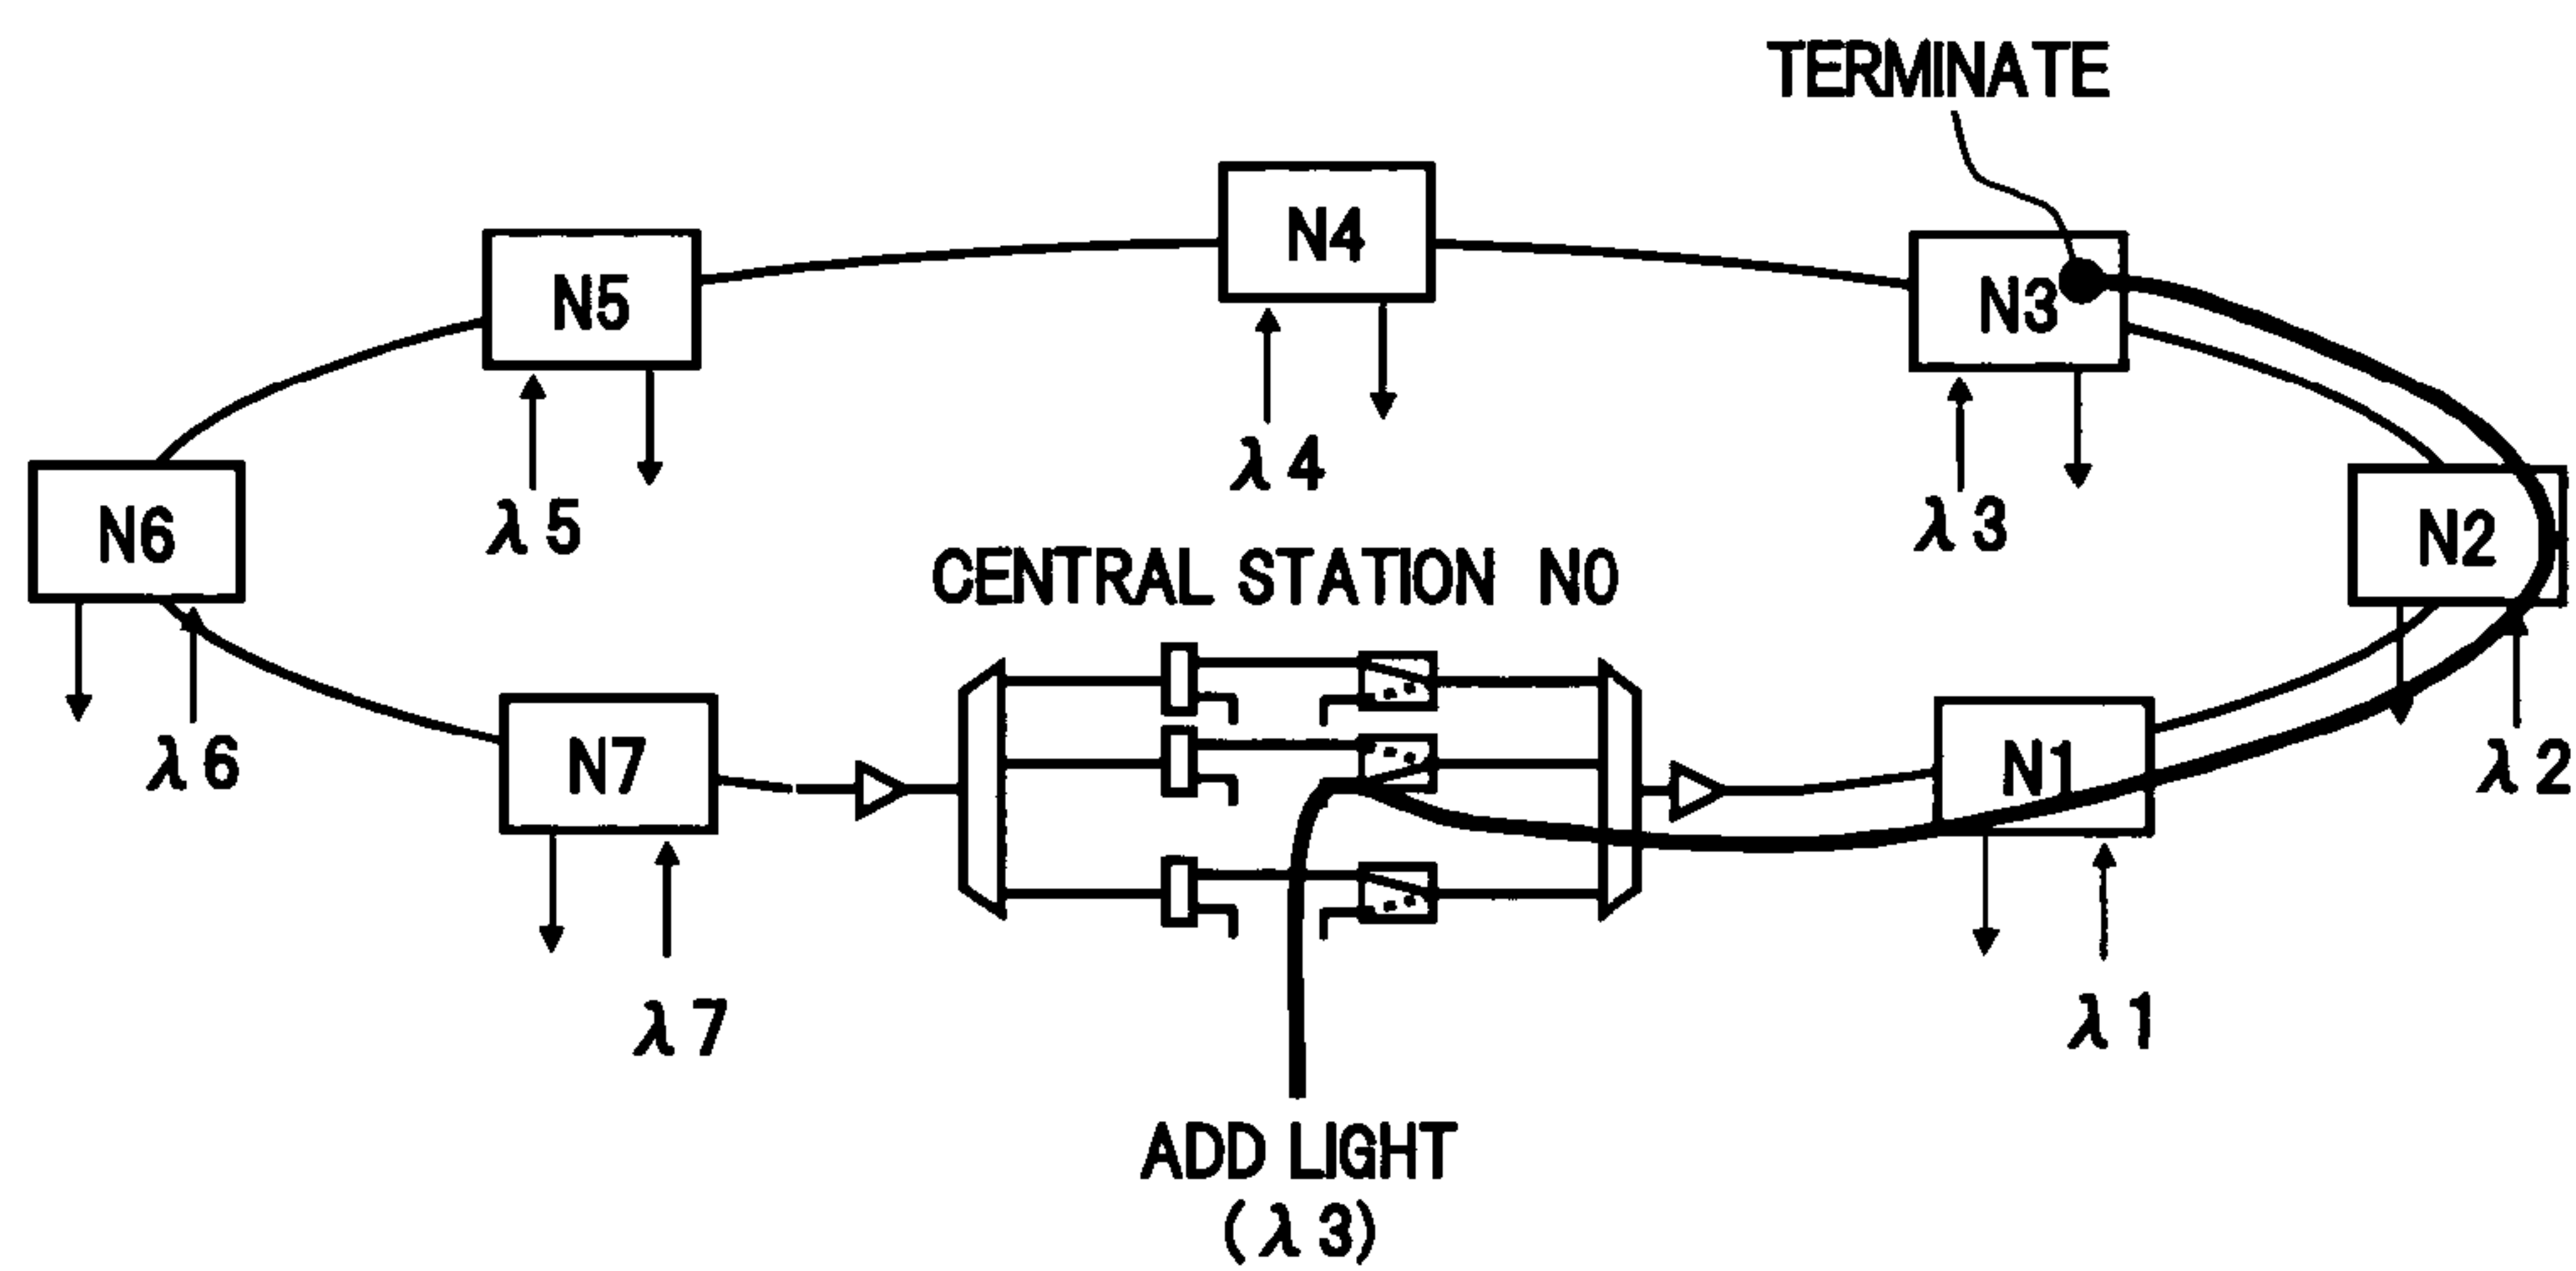 TERMINATE
N4
N5
N3
λ4
λ5
λ3
N6
N2
CENTRAL STATION N0
λ6
N7
N1
λ2
λ7
λ1
ADD LIGHT
(λ3)